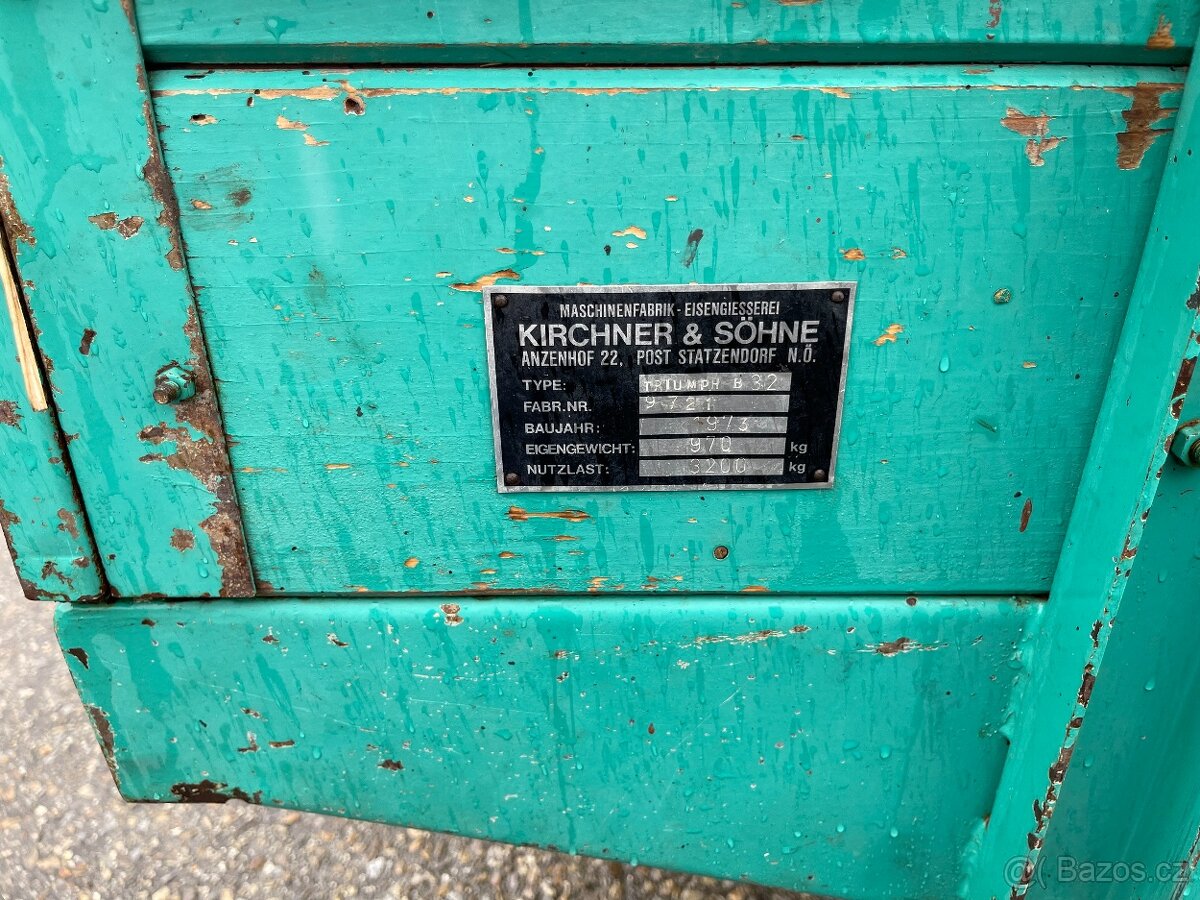 MASCHINENFABRIK - EISENGIESSEREI
KIRCHNER & SÖHNE
ANZENHOF 22, POST STATZENDORF N.Ö.
TYPE: TRIUMPH B 32
FABR.NR. 9721
BAUJAHR: 1973
EIGENGEWICHT: 970 kg
NUTZLAST: 3200 kg
Bazos.cz